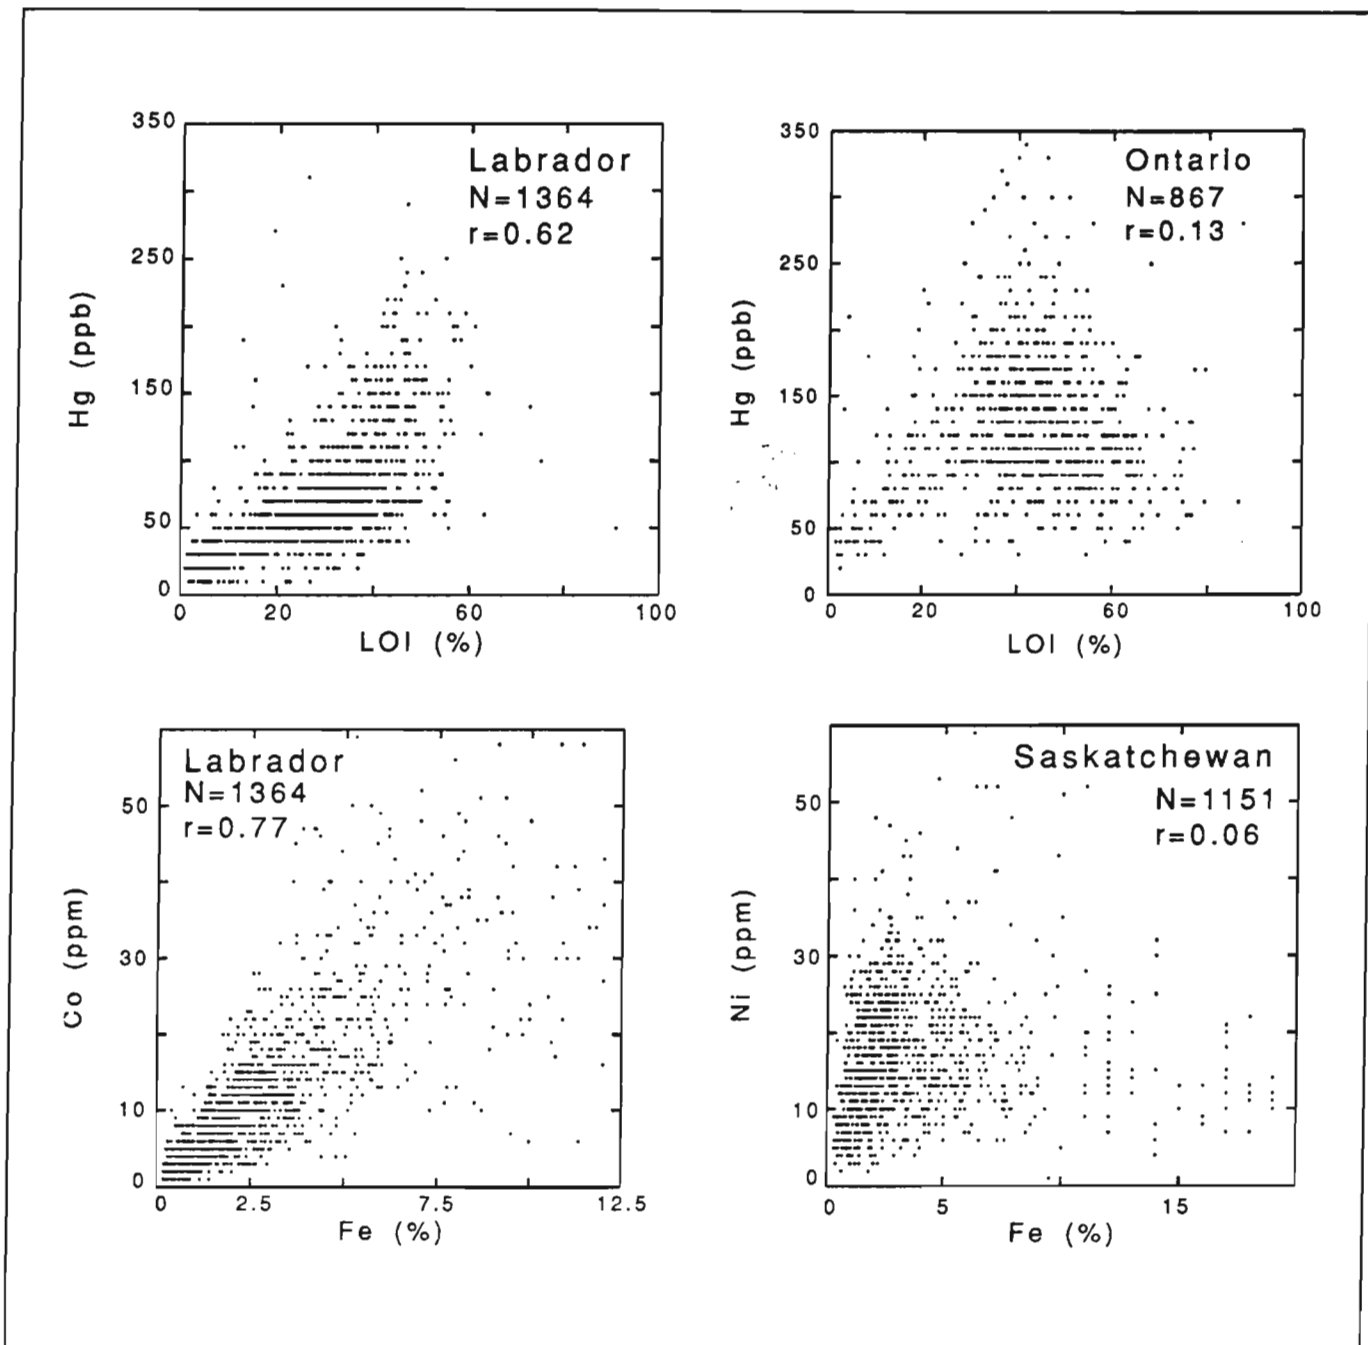 350
Labrador
N=1364
r=0.62
250
Hg (ppb)
150
50
0
0 20 60 100
LOI (%)
350
Ontario
N=867
r=0.13
250
Hg (ppb)
150
50
0
0 20 60 100
LOI (%)
Labrador
N=1364
r=0.77
50
Co (ppm)
30
10
0
0 2.5 7.5 12.5
Fe (%)
Saskatchewan
N=1151
r=0.06
50
Ni (ppm)
30
10
0
0 5 15
Fe (%)